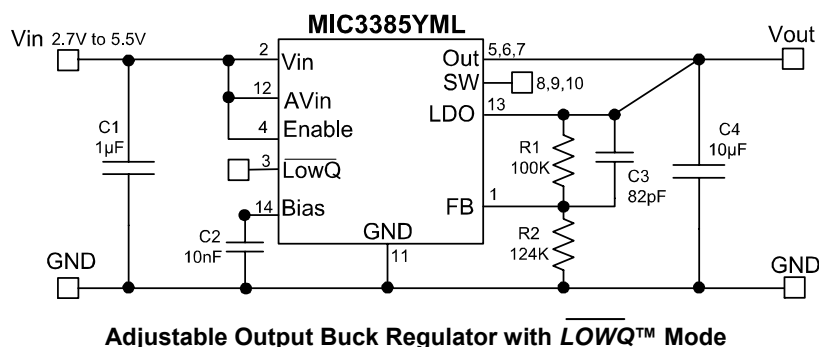 MIC3385YML
Vin 2.7V to 5.5V
Vout
2
Vin
Out
5,6,7
SW
8,9,10
12
AVin
LDO
13
4
Enable
C1
1µF
R1
100K
C3
82pF
C4
10µF
3
LowQ
14
Bias
FB
1
C2
10nF
GND
11
R2
124K
GND
GND
Adjustable Output Buck Regulator with LOWQ™ Mode